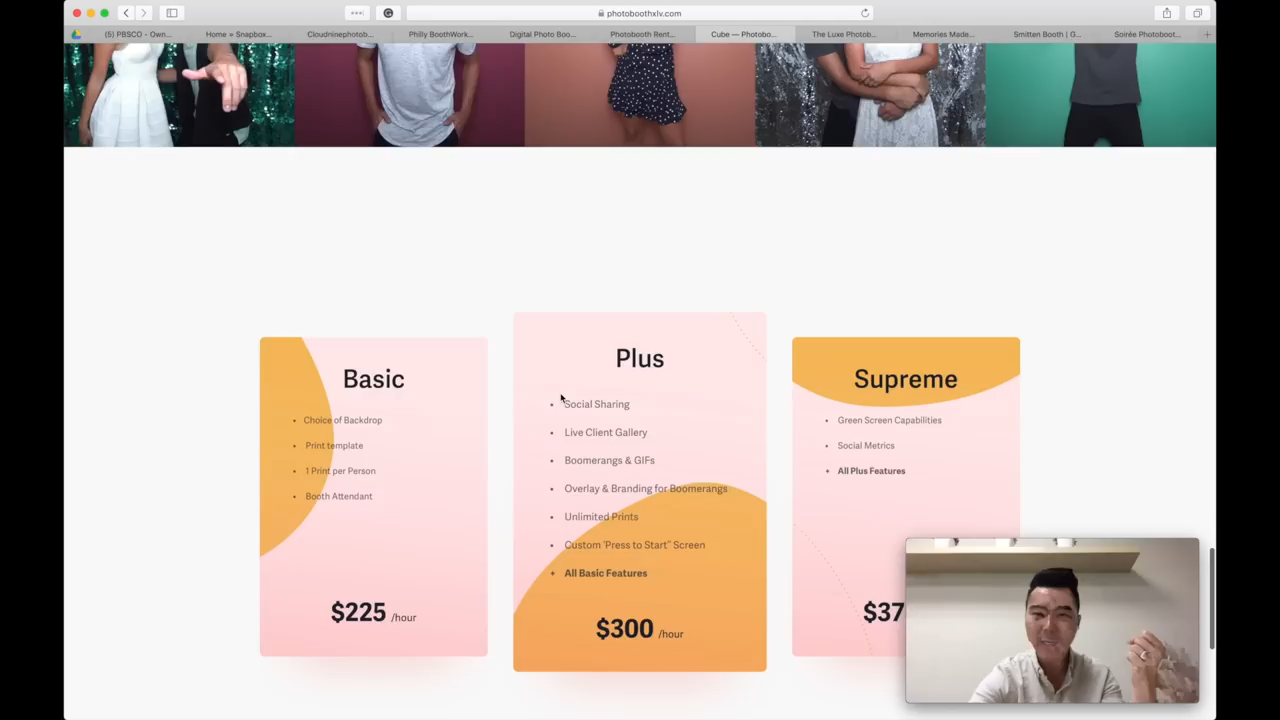 photoboothxlv.com
(5) PBSCO - Own...
Home » Snapbox...
Cloudninephotob...
Philly BoothWork...
Digital Photo Boo...
Photobooth Rent...
Cube — Photobo...
The Luxe Photob...
Memories Made...
Smitten Booth | G...
Soirée Photoboot...
Basic
• Choice of Backdrop
• Print template
• 1 Print per Person
• Booth Attendant
$225 /hour
Plus
• Social Sharing
• Live Client Gallery
• Boomerangs & GIFs
• Overlay & Branding for Boomerangs
• Unlimited Prints
• Custom 'Press to Start" Screen
+ All Basic Features
$300 /hour
Supreme
• Green Screen Capabilities
• Social Metrics
• All Plus Features
$37